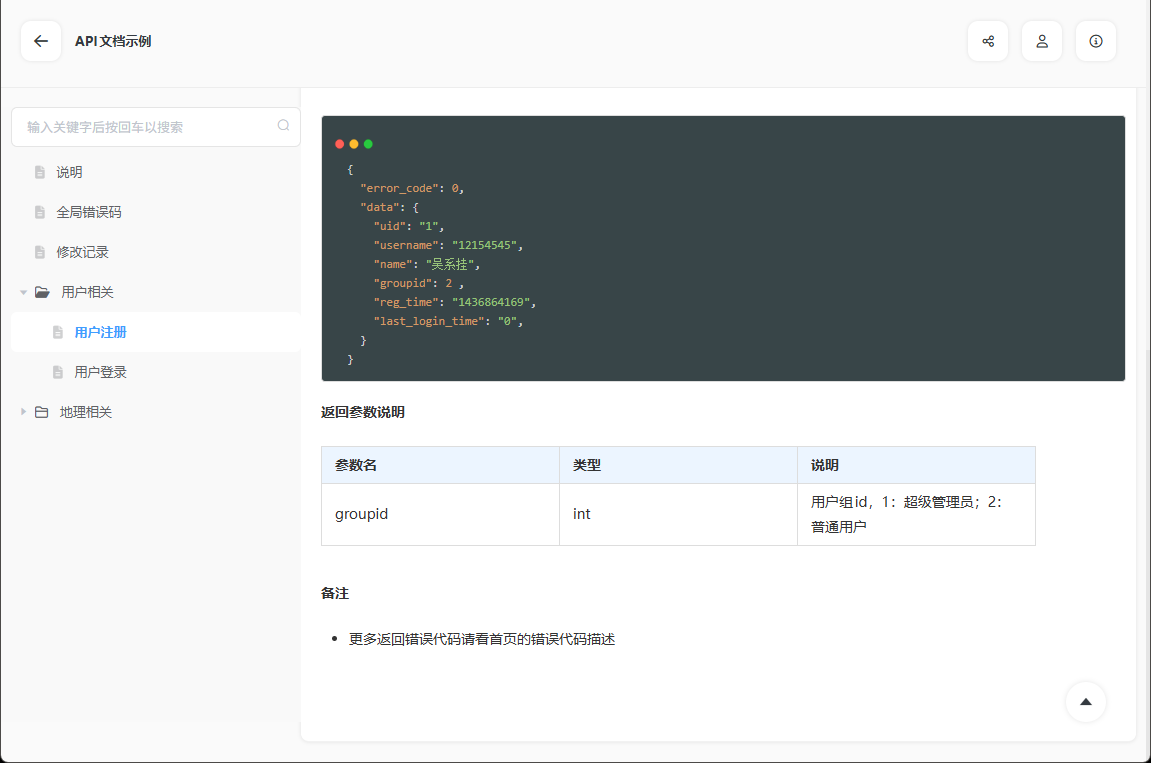 API文档示例
输入关键字后按回车以搜索
说明
全局错误码
修改记录
用户相关
用户注册
用户登录
地理相关
{
"error_code": 0,
"data": {
"uid": "1",
"username": "12154545",
"name": "吴系挂",
"groupid": 2 ,
"reg_time": "1436864169",
"last_login_time": "0",
}
}
返回参数说明
参数名 类型 说明
groupid int 用户组id，1：超级管理员；2：
普通用户
备注
更多返回错误代码请看首页的错误代码描述